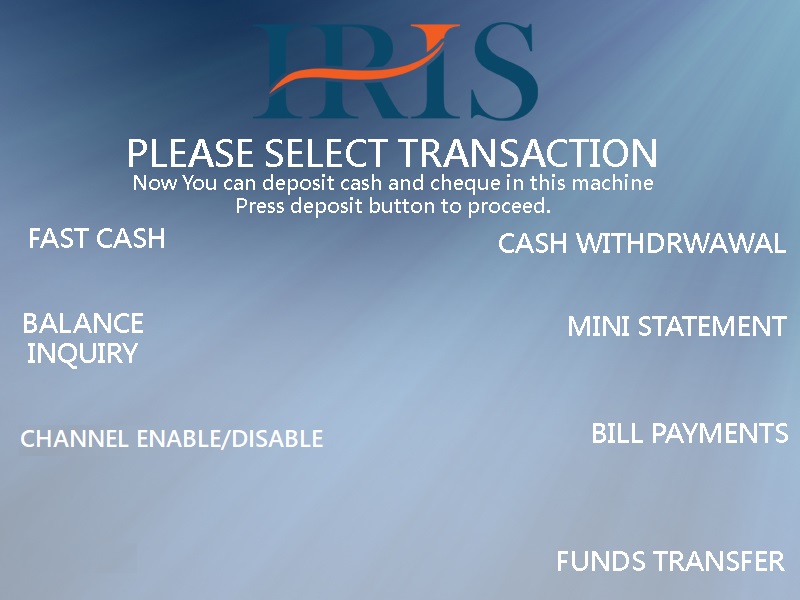 IRIS
PLEASE SELECT TRANSACTION
Now You can deposit cash and cheque in this machine
Press deposit button to proceed.
FAST CASH
CASH WITHDRWAWAL
BALANCE
INQUIRY
MINI STATEMENT
CHANNEL ENABLE/DISABLE
BILL PAYMENTS
FUNDS TRANSFER